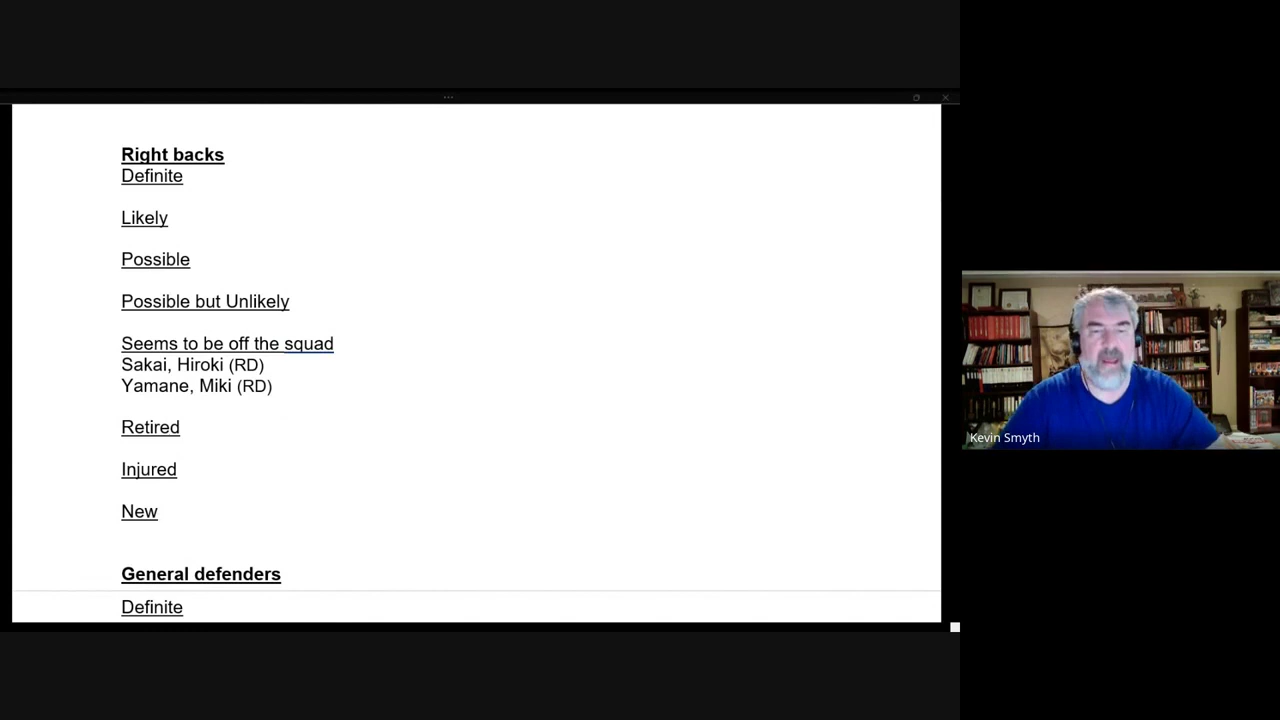 Right backs
Definite
Likely
Possible
Possible but Unlikely
Seems to be off the squad
Sakai, Hiroki (RD)
Yamane, Miki (RD)
Retired
Injured
New
General defenders
Definite
Kevin Smyth